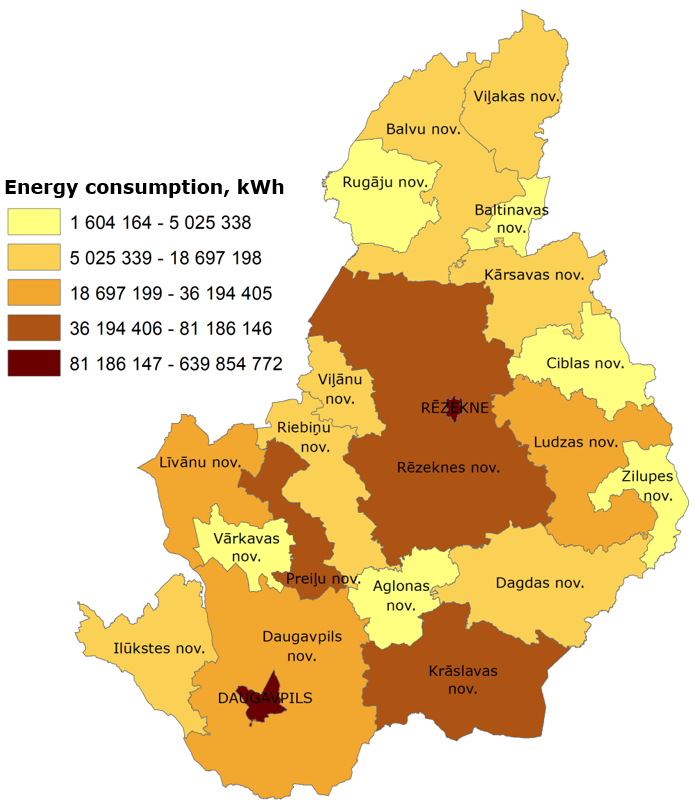 Viļakas nov.
Balvu nov.
Rugāju nov.
Energy consumption, kWh
Baltinavas
nov.
1 604 164 - 5 025 338
5 025 339 - 18 697 198
Kārsavas nov.
18 697 199 - 36 194 405
36 194 406 - 81 186 146
81 186 147 - 639 854 772
Ciblas nov.
Viļānu
nov.
RĒZEKNE
Riebiņu
nov.
Ludzas nov.
Līvānu nov.
Rēzeknes nov.
Zilupes
nov.
Vārkavas
nov.
Preiļu nov.
Aglonas
nov.
Dagdas nov.
Ilūkstes nov.
Daugavpils
nov.
Krāslavas
nov.
DAUGAVPILS